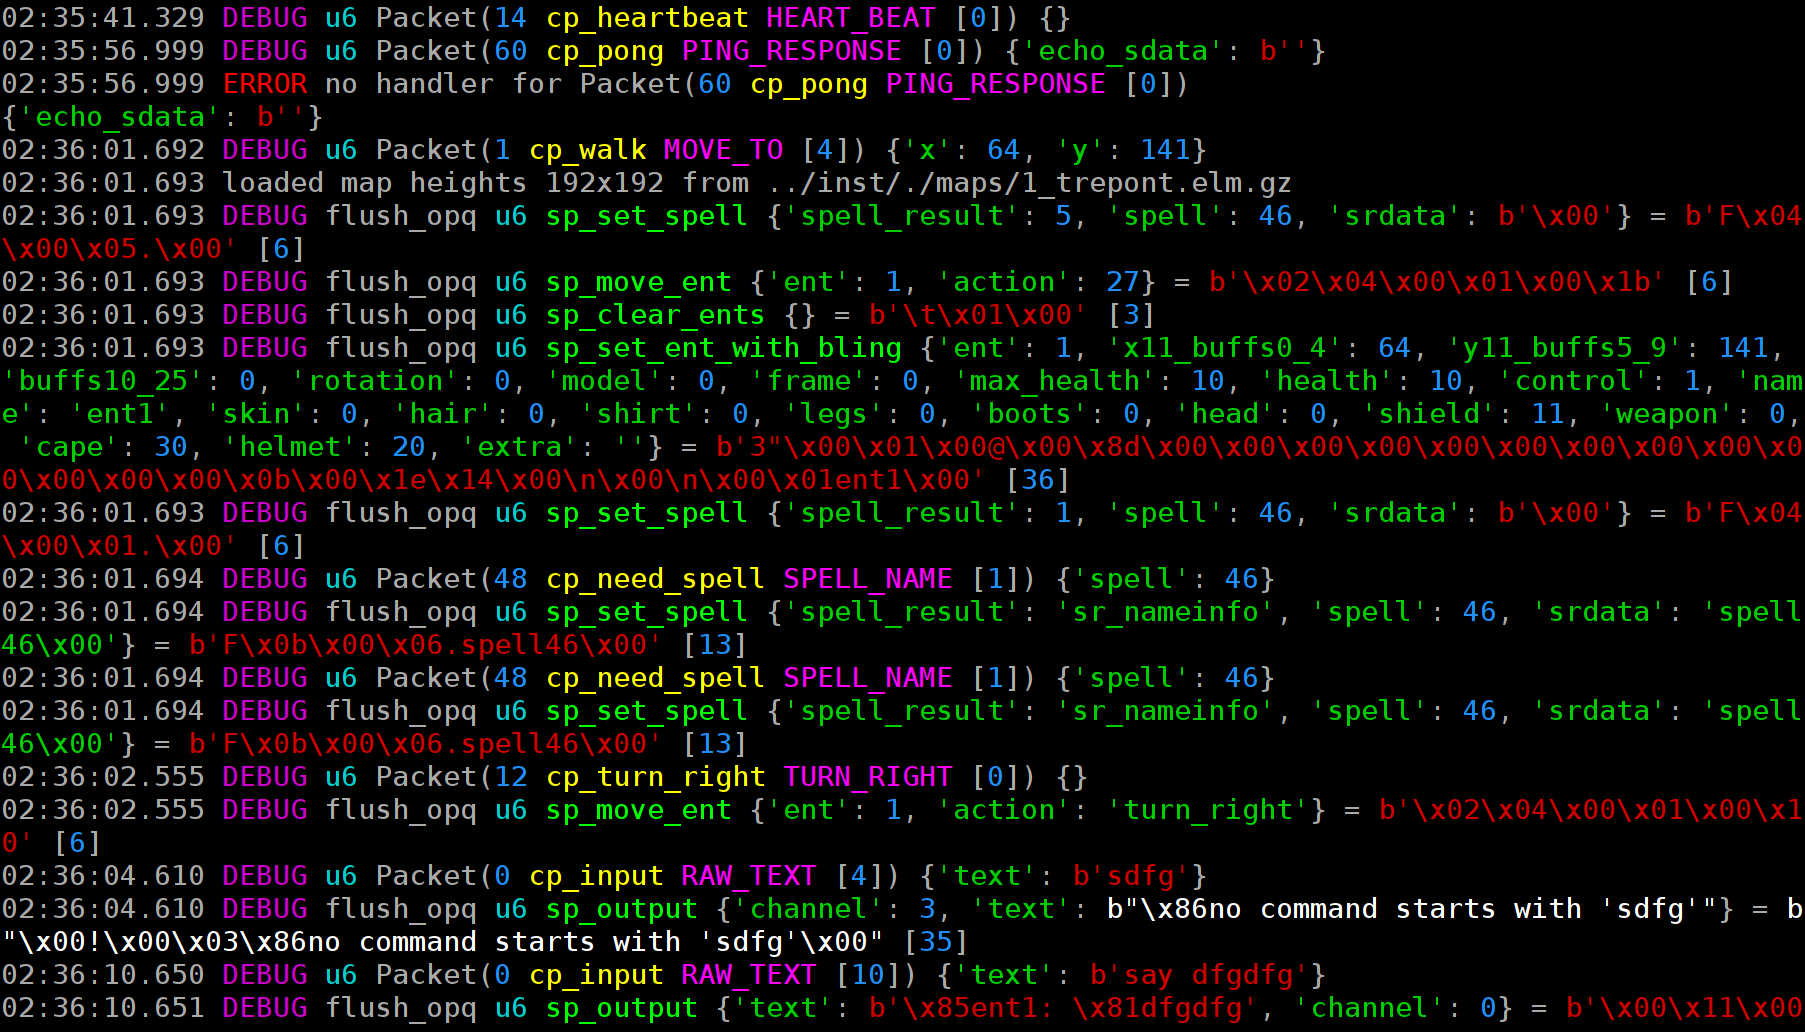 02:35:41.329 DEBUG u6 Packet(14 cp_heartbeat HEART_BEAT [0]) {}
02:35:56.999 DEBUG u6 Packet(60 cp_pong PING_RESPONSE [0]) {'echo_sdata': b''}
02:35:56.999 ERROR no handler for Packet(60 cp_pong PING_RESPONSE [0])
{'echo_sdata': b''}
02:36:01.692 DEBUG u6 Packet(1 cp_walk MOVE_TO [4]) {'x': 64, 'y': 141}
02:36:01.693 loaded map heights 192x192 from ../inst/./maps/1_trepont.elm.gz
02:36:01.693 DEBUG flush_opq u6 sp_set_spell {'spell_result': 5, 'spell': 46, 'srdata': b'\x00'} = b'F\x04
\x00\x05.\x00' [6]
02:36:01.693 DEBUG flush_opq u6 sp_move_ent {'ent': 1, 'action': 27} = b'\x02\x04\x00\x01\x00\x1b' [6]
02:36:01.693 DEBUG flush_opq u6 sp_clear_ents {} = b'\t\x01\x00' [3]
02:36:01.693 DEBUG flush_opq u6 sp_set_ent_with_bling {'ent': 1, 'x11_buffs0_4': 64, 'y11_buffs5_9': 141,
'buffs10_25': 0, 'rotation': 0, 'model': 0, 'frame': 0, 'max_health': 10, 'health': 10, 'control': 1, 'nam
e': 'ent1', 'skin': 0, 'hair': 0, 'shirt': 0, 'legs': 0, 'boots': 0, 'head': 0, 'shield': 11, 'weapon': 0,
 'cape': 30, 'helmet': 20, 'extra': ''} = b'3"\x00\x01\x00@\x00\x8d\x00\x00\x00\x00\x00\x00\x00\x00\x00\x0
0\x00\x00\x00\x0b\x00\x1e\x14\x00\n\x00\n\x00\x01ent1\x00' [36]
02:36:01.693 DEBUG flush_opq u6 sp_set_spell {'spell_result': 1, 'spell': 46, 'srdata': b'\x00'} = b'F\x04
\x00\x01.\x00' [6]
02:36:01.694 DEBUG u6 Packet(48 cp_need_spell SPELL_NAME [1]) {'spell': 46}
02:36:01.694 DEBUG flush_opq u6 sp_set_spell {'spell_result': 'sr_nameinfo', 'spell': 46, 'srdata': 'spell
46\x00'} = b'F\x0b\x00\x06.spell46\x00' [13]
02:36:01.694 DEBUG u6 Packet(48 cp_need_spell SPELL_NAME [1]) {'spell': 46}
02:36:01.694 DEBUG flush_opq u6 sp_set_spell {'spell_result': 'sr_nameinfo', 'spell': 46, 'srdata': 'spell
46\x00'} = b'F\x0b\x00\x06.spell46\x00' [13]
02:36:02.555 DEBUG u6 Packet(12 cp_turn_right TURN_RIGHT [0]) {}
02:36:02.555 DEBUG flush_opq u6 sp_move_ent {'ent': 1, 'action': 'turn_right'} = b'\x02\x04\x00\x01\x00\x1
0' [6]
02:36:04.610 DEBUG u6 Packet(0 cp_input RAW_TEXT [4]) {'text': b'sdfg'}
02:36:04.610 DEBUG flush_opq u6 sp_output {'channel': 3, 'text': b"\x86no command starts with 'sdfg'"} = b
"\x00!\x00\x03\x86no command starts with 'sdfg'\x00" [35]
02:36:10.650 DEBUG u6 Packet(0 cp_input RAW_TEXT [10]) {'text': b'say dfgdfg'}
02:36:10.651 DEBUG flush_opq u6 sp_output {'text': b'\x85ent1: \x81dfgdfg', 'channel': 0} = b'\x00\x11\x00